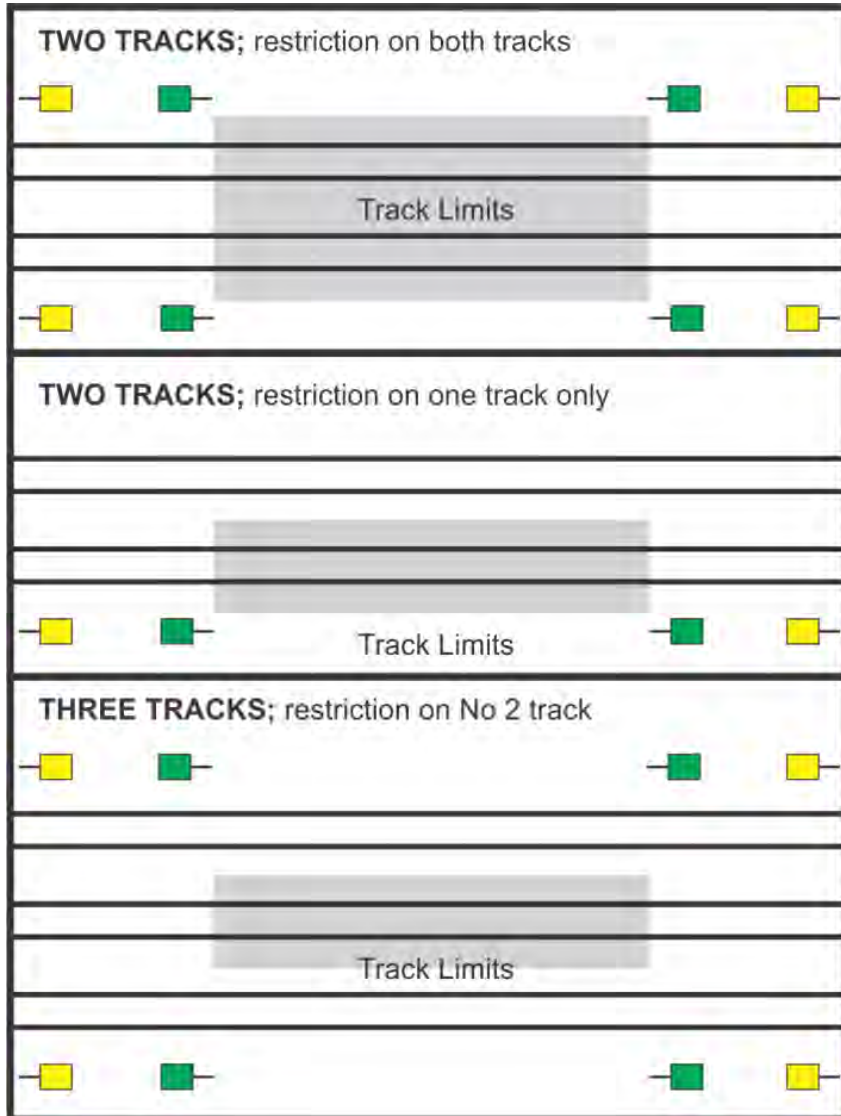 TWO TRACKS; restriction on both tracks
Track Limits
TWO TRACKS; restriction on one track only
Track Limits
THREE TRACKS; restriction on No 2 track
Track Limits